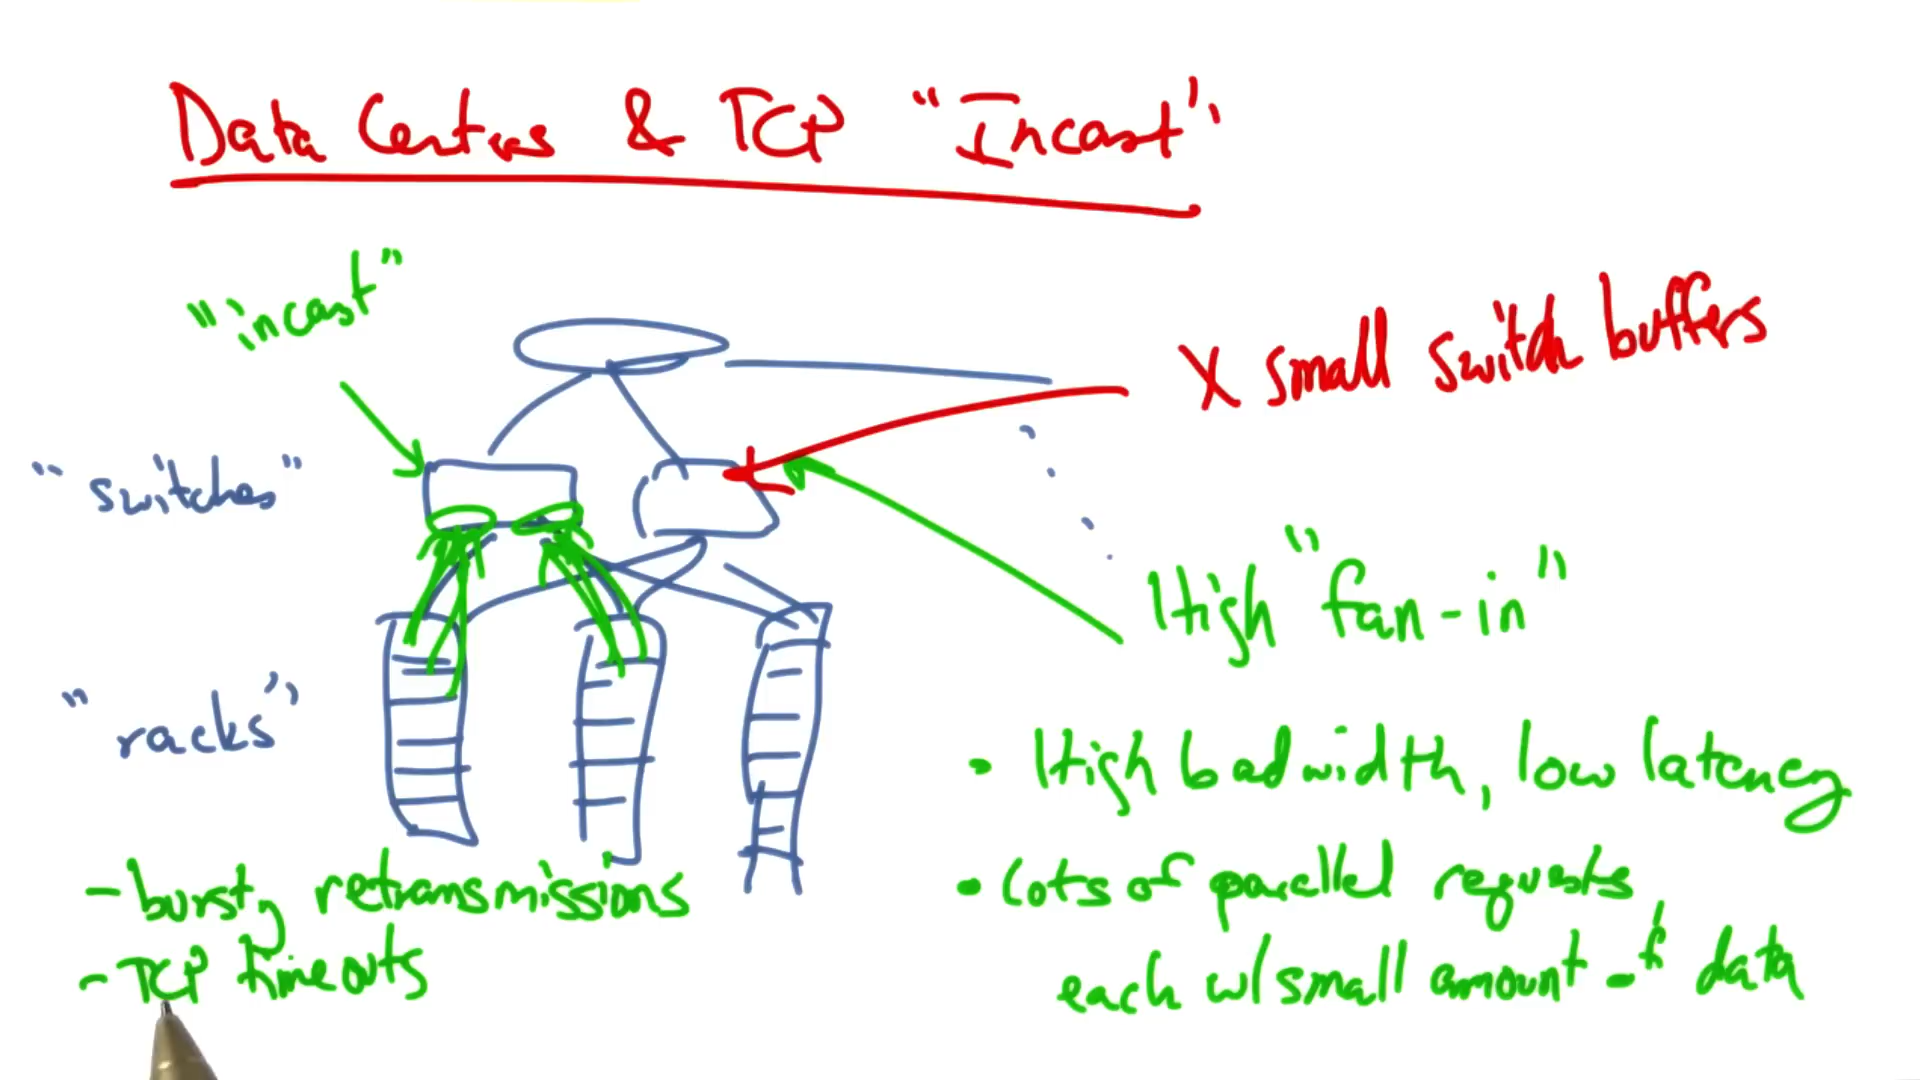 Data Centers & TCP "Incast"
"incast"
X small switch buffers
"switches"
High "fan-in"
"racks"
• High badwidth, low latency
• Lots of parallel requests,
each w/ small amount of data
- bursty retransmissions
- TCP timeouts